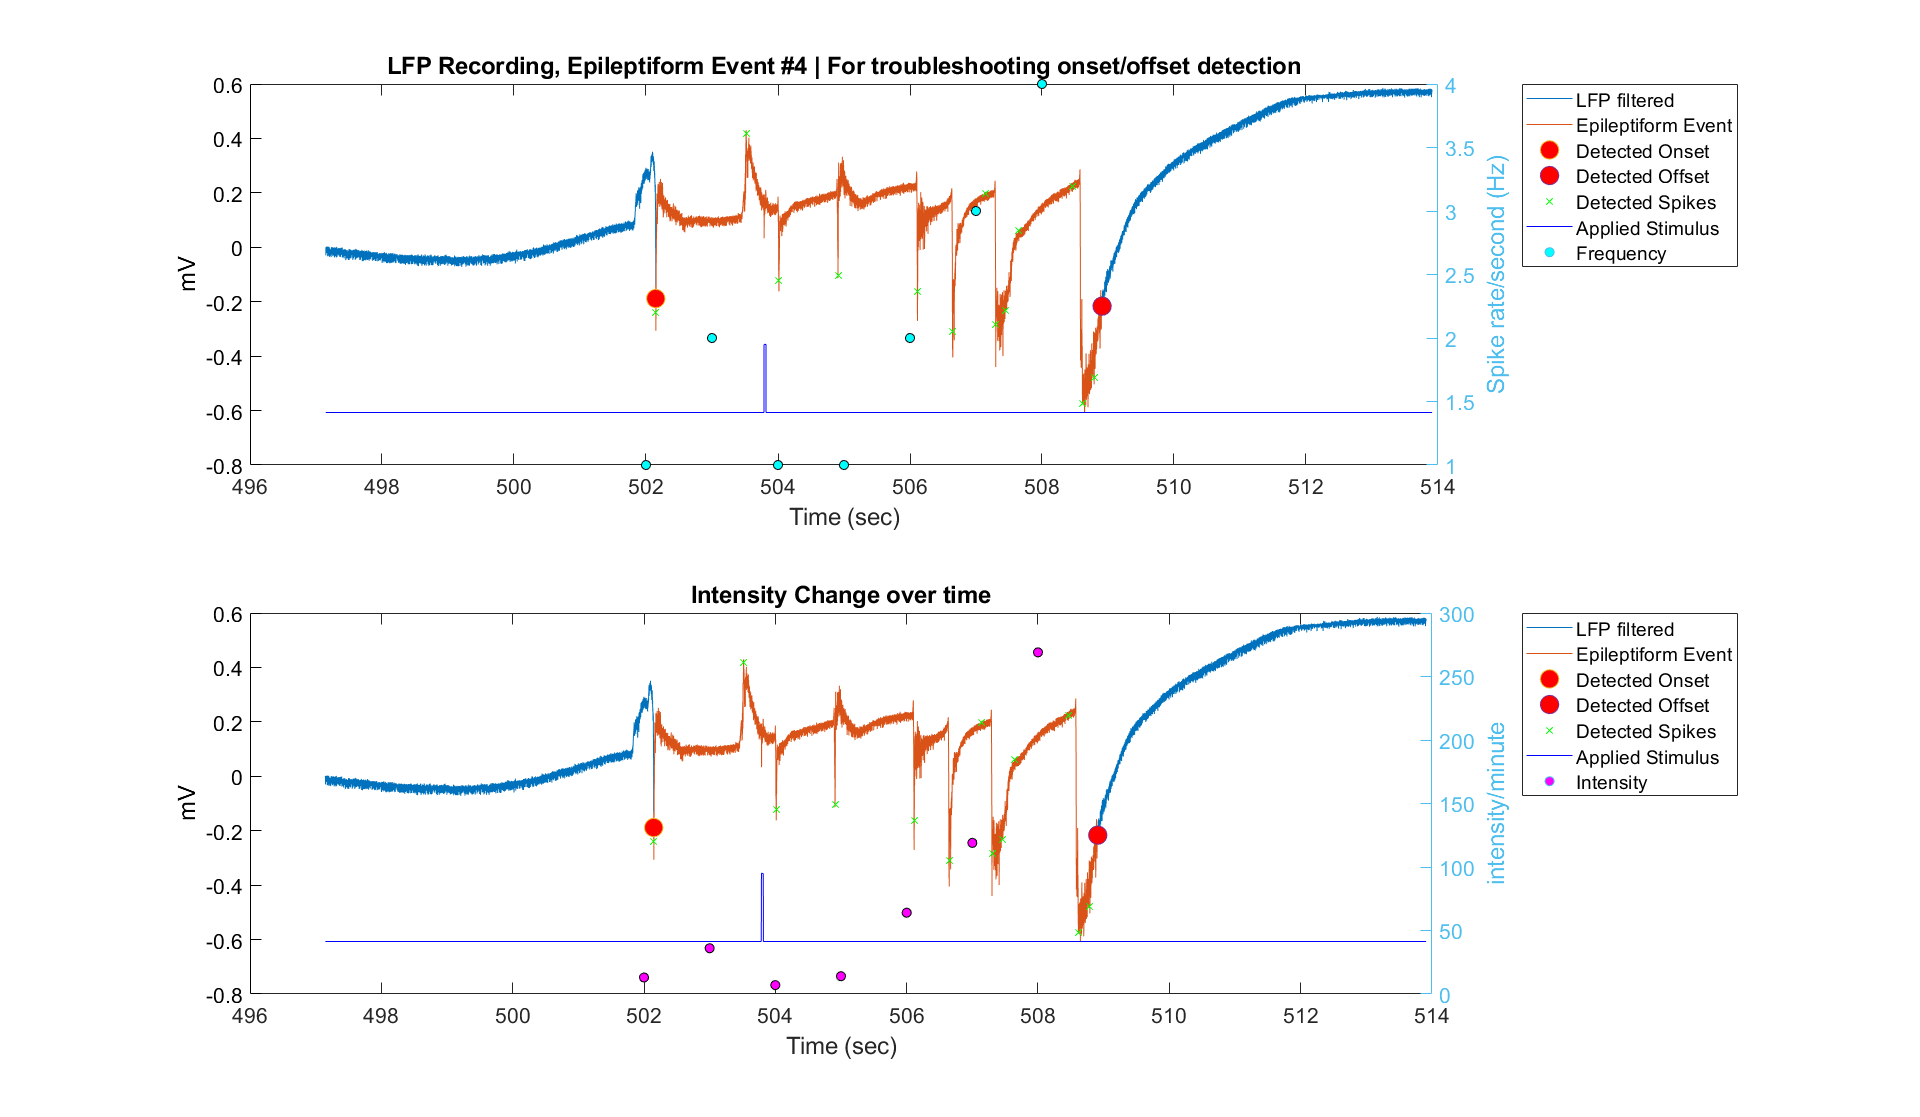 LFP Recording, Epileptiform Event #4 | For troubleshooting onset/offset detection
0.6
0.4
0.2
0
-0.2
-0.4
-0.6
-0.8
mV
496 498 500 502 504 506 508 510 512 514
Time (sec)
4
3.5
3
2.5
2
1.5
1
Spike rate/second (Hz)
LFP filtered
Epileptiform Event
Detected Onset
Detected Offset
Detected Spikes
Applied Stimulus
Frequency
Intensity Change over time
0.6
0.4
0.2
0
-0.2
-0.4
-0.6
-0.8
mV
496 498 500 502 504 506 508 510 512 514
Time (sec)
300
250
200
150
100
50
0
intensity/minute
LFP filtered
Epileptiform Event
Detected Onset
Detected Offset
Detected Spikes
Applied Stimulus
Intensity